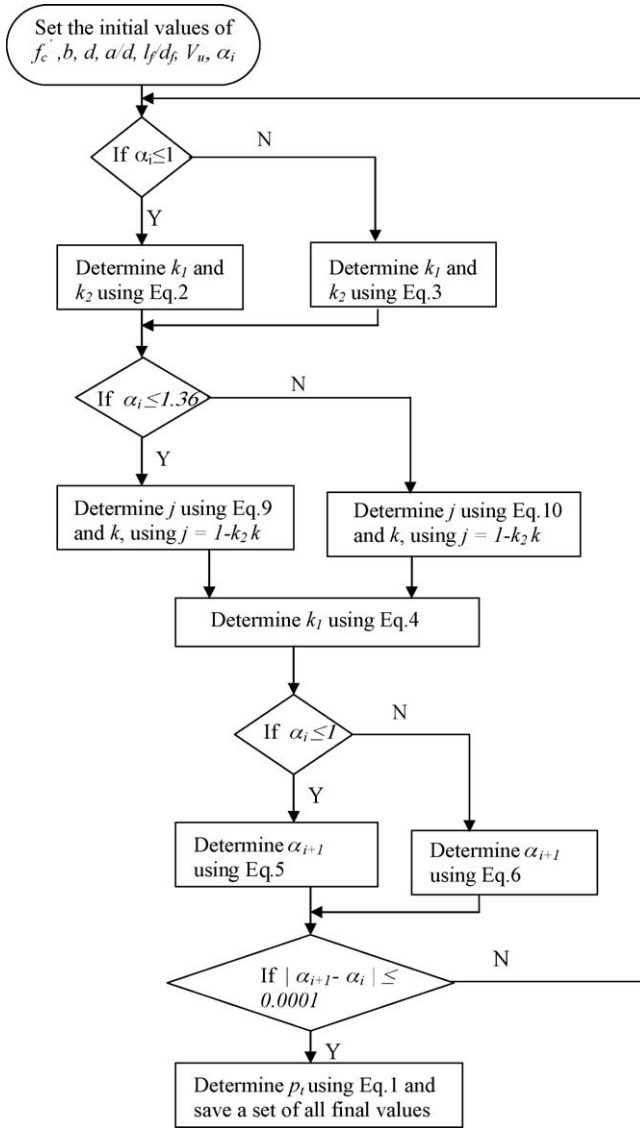 Set the initial values of
f_c', b, d, a/d, l_f/d_f, V_u, α_i
If α_i≤1
N
Y
Determine k_1 and
k_2 using Eq.2
Determine k_1 and
k_2 using Eq.3
If α_i≤1.36
N
Y
Determine j using Eq.9
and k, using j = 1-k_2 k
Determine j using Eq.10
and k, using j = 1-k_2 k
Determine k_1 using Eq.4
If α_i≤1
N
Y
Determine α_{i+1}
using Eq.5
Determine α_{i+1}
using Eq.6
If | α_{i+1}- α_i | ≤
0.0001
N
Y
Determine p_t using Eq.1 and
save a set of all final values